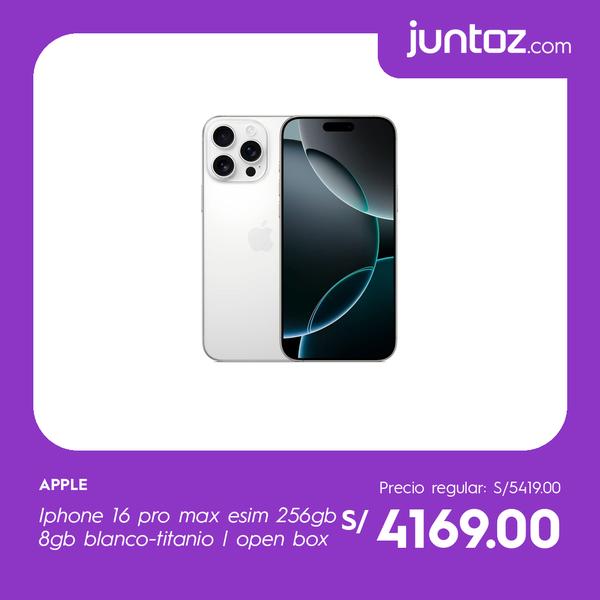 juntoz.com
APPLE
Precio regular: S/5419.00
Iphone 16 pro max esim 256gb
8gb blanco-titanio | open box
S/ 4169.00